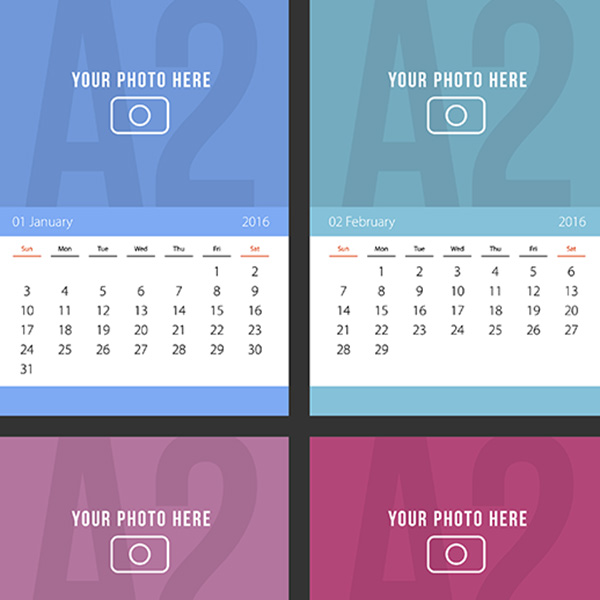 A2
YOUR PHOTO HERE
01 January 2016
Sun Mon Tue Wed Thu Fri Sat
1 2
3 4 5 6 7 8 9
10 11 12 13 14 15 16
17 18 19 20 21 22 23
24 25 26 27 28 29 30
31
A2
YOUR PHOTO HERE
02 February 2016
Sun Mon Tue Wed Thu Fri Sat
1 2 3 4 5 6
7 8 9 10 11 12 13
14 15 16 17 18 19 20
21 22 23 24 25 26 27
28 29
A2
YOUR PHOTO HERE
A2
YOUR PHOTO HERE